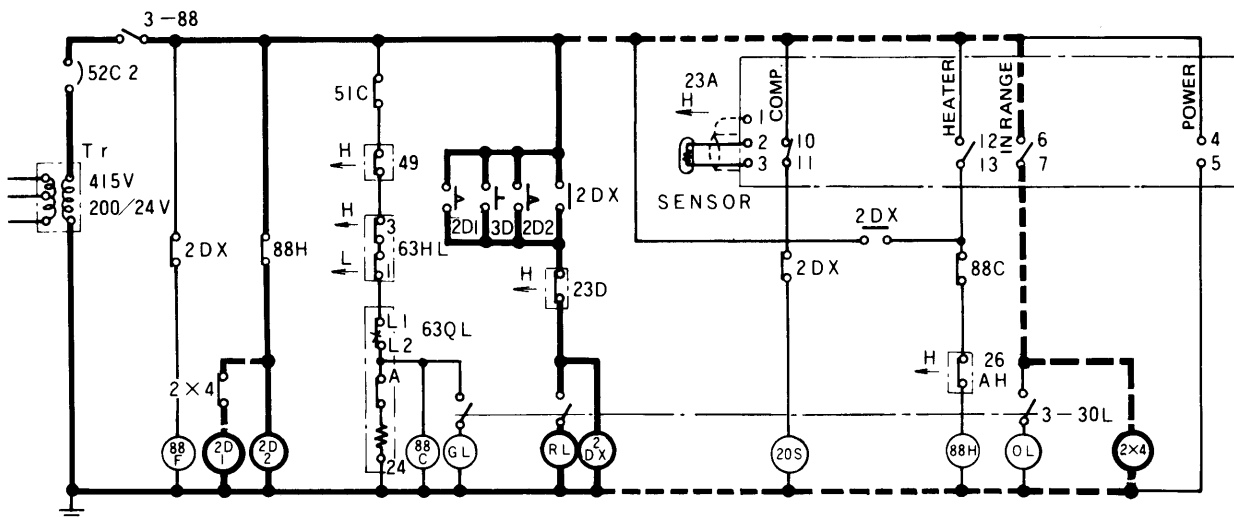 3-88
52C 2
Tr
415V
200/24V
2DX
88H
2×4
88
F
2D
1
2D
2
51C
H
49
H
3
63HL
L
1
L1
63QL
L2
A
24
88
C
GL
2D1
3D
2D2
2DX
H
23D
RL
2
DX
23A
H
1
2
3
SENSOR
COMP.
10
11
2DX
2DX
20S
HEATER
12
13
88C
H
26
AH
88H
IN RANGE
6
7
3-30L
OL
2×4
POWER
4
5